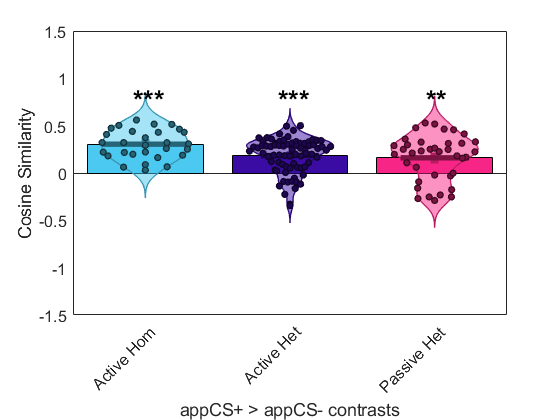 1.5
1
0.5
0
-0.5
-1
-1.5
Cosine Similarity
***
***
**
Active Hom
Active Het
Passive Het
appCS+ > appCS- contrasts